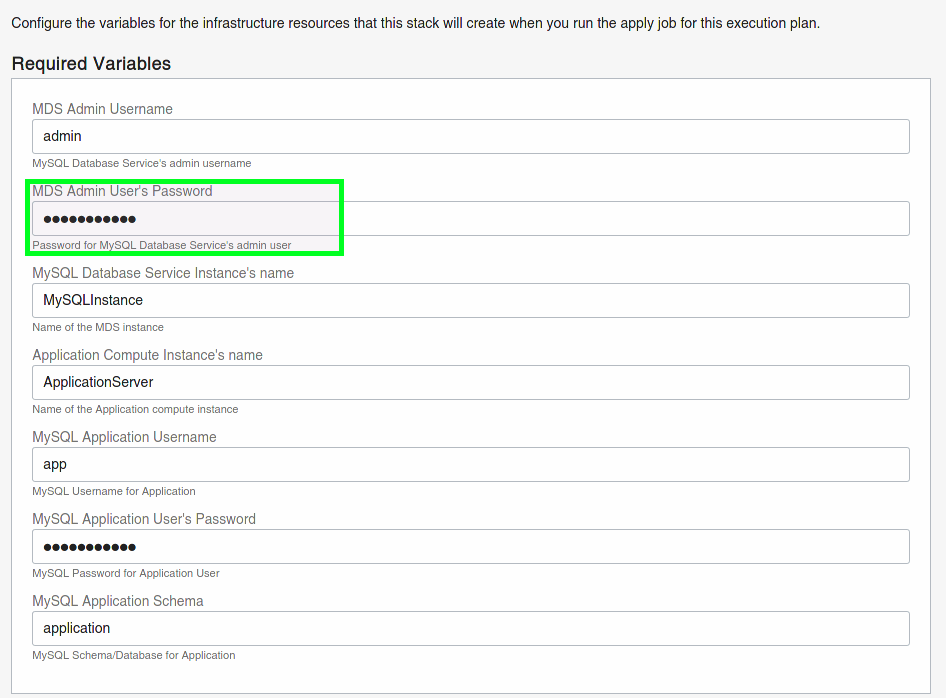 Configure the variables for the infrastructure resources that this stack will create when you run the apply job for this execution plan.
Required Variables
MDS Admin Username
admin
MySQL Database Service's admin username
MDS Admin User's Password
●●●●●●●●●●●
Password for MySQL Database Service's admin user
MySQL Database Service Instance's name
MySQLInstance
Name of the MDS instance
Application Compute Instance's name
ApplicationServer
Name of the Application compute instance
MySQL Application Username
app
MySQL Username for Application
MySQL Application User's Password
●●●●●●●●●●●
MySQL Password for Application User
MySQL Application Schema
application
MySQL Schema/Database for Application